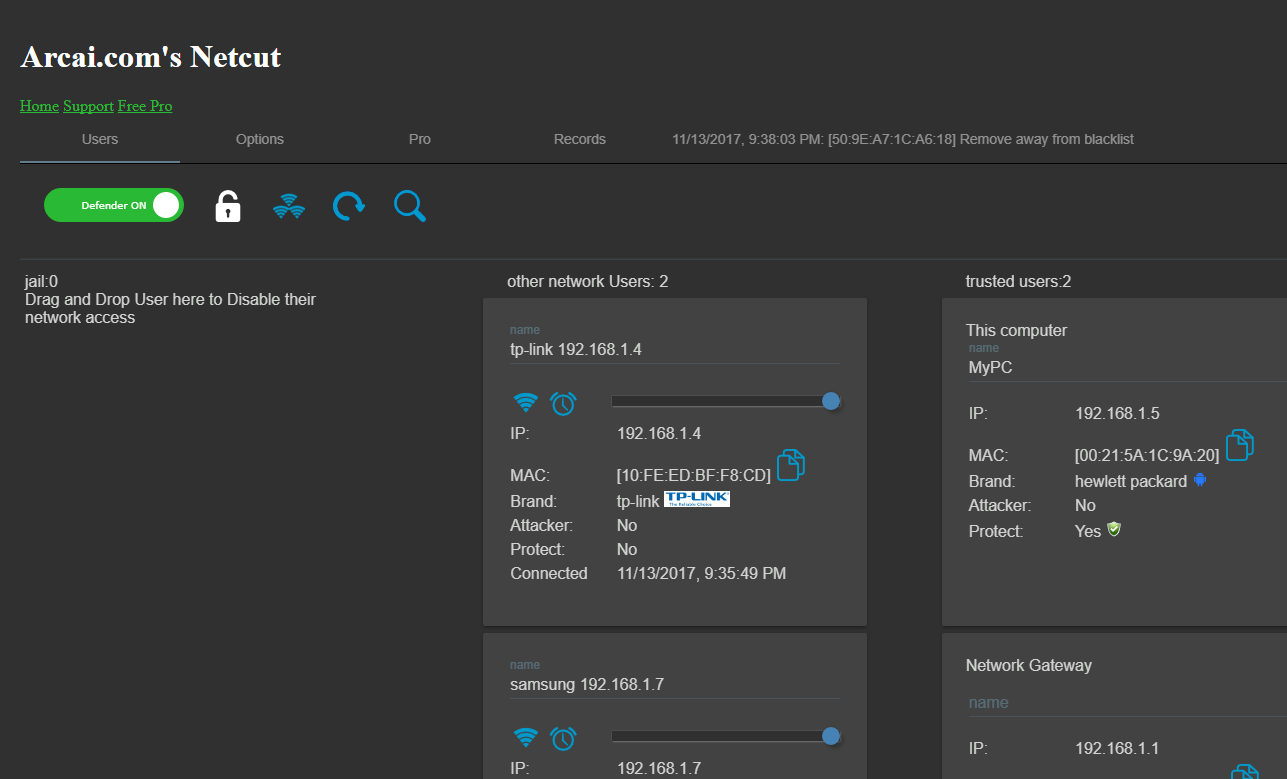 Arcai.com's Netcut
Home Support Free Pro
Users Options Pro Records 11/13/2017, 9:38:03 PM: [50:9E:A7:1C:A6:18] Remove away from blacklist
Defender ON
jail:0
Drag and Drop User here to Disable their
network access
other network Users: 2
name
tp-link 192.168.1.4
IP: 192.168.1.4
MAC: [10:FE:ED:BF:F8:CD]
Brand: tp-link TP-LINK
The Reliable Choice
Attacker: No
Protect: No
Connected 11/13/2017, 9:35:49 PM
name
samsung 192.168.1.7
IP: 192.168.1.7
trusted users:2
This computer
name
MyPC
IP: 192.168.1.5
MAC: [00:21:5A:1C:9A:20]
Brand: hewlett packard
Attacker: No
Protect: Yes
Network Gateway
name
IP: 192.168.1.1